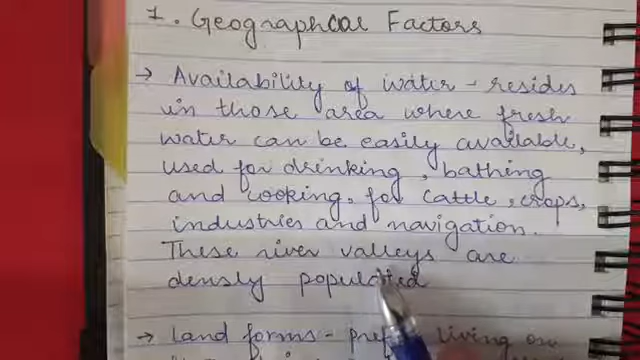 1. Geographical Factors
→ Availability of water - resides
in those area where fresh
water can be easily available,
used for drinking, bathing
and cooking. for cattle, crops,
industries and navigation.
These river valleys are
densly populated
→ Land forms - living on